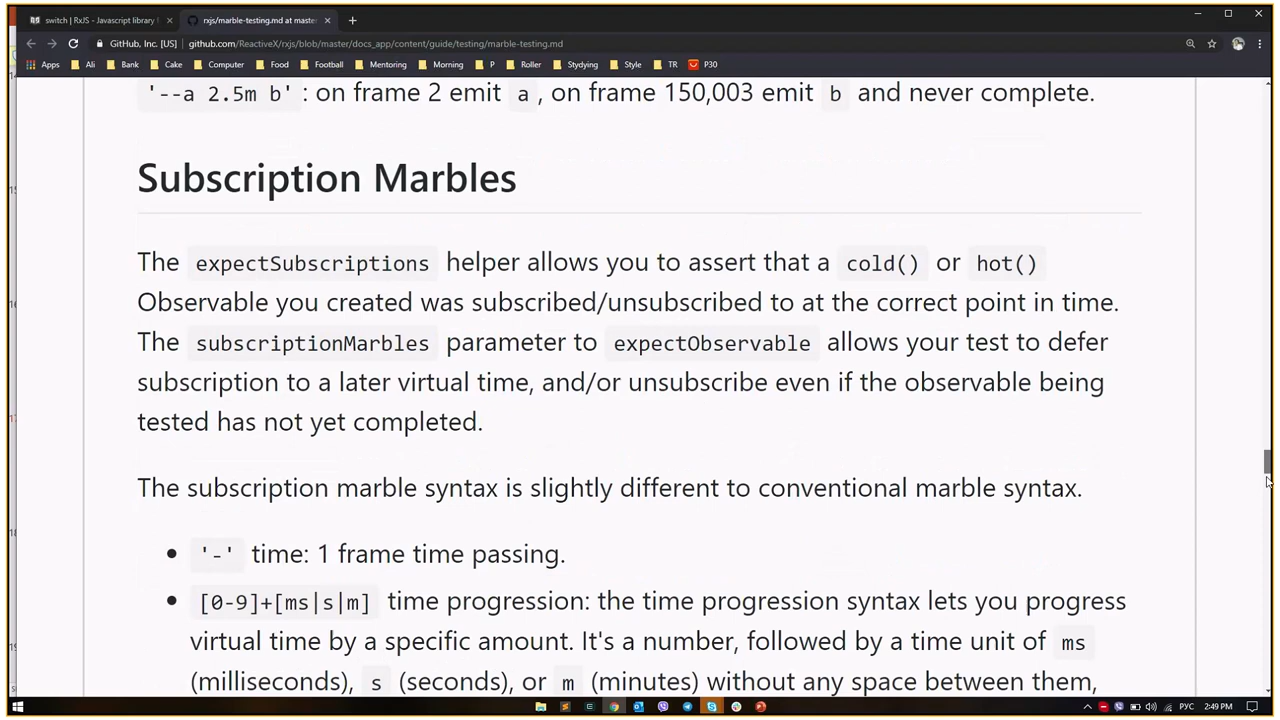 switch | RxJS - Javascript library
rxjs/marble-testing.md at master
GitHub, Inc. [US] github.com/ReactiveX/rxjs/blob/master/docs_app/content/guide/testing/marble-testing.md
Apps Ali Bank Cake Computer Food Football Mentoring Morning P Roller Studying Style TR P30
'--a 2.5m b' : on frame 2 emit a , on frame 150,003 emit b and never complete.
Subscription Marbles
The expectSubscriptions helper allows you to assert that a cold() or hot()
Observable you created was subscribed/unsubscribed to at the correct point in time.
The subscriptionMarbles parameter to expectObservable allows your test to defer
subscription to a later virtual time, and/or unsubscribe even if the observable being
tested has not yet completed.
The subscription marble syntax is slightly different to conventional marble syntax.
• '-' time: 1 frame time passing.
• [0-9]+[ms|s|m] time progression: the time progression syntax lets you progress
virtual time by a specific amount. It's a number, followed by a time unit of ms
(milliseconds), s (seconds), or m (minutes) without any space between them,
РУС 2:49 PM